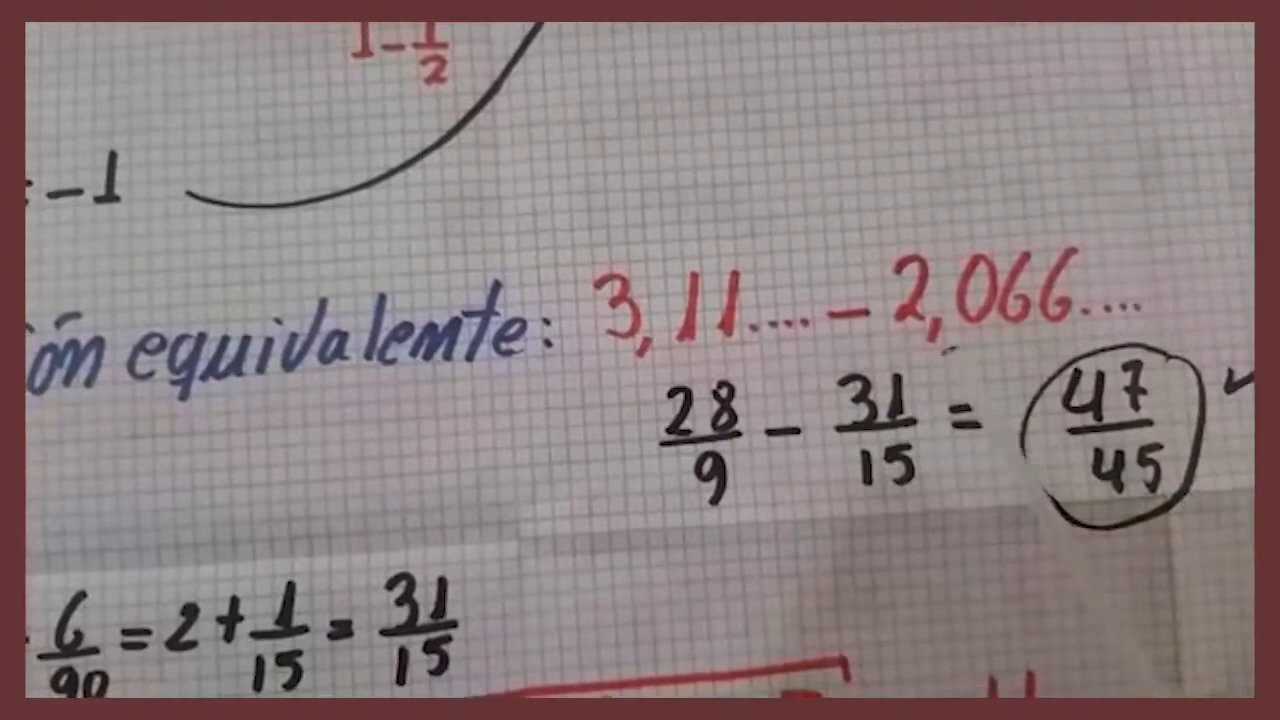 1 - 1/2
= -1
ón equivalente: 3,11.... - 2,066....
28/9 - 31/15 = 47/45 ✓
6/90 = 2 + 1/15 = 31/15